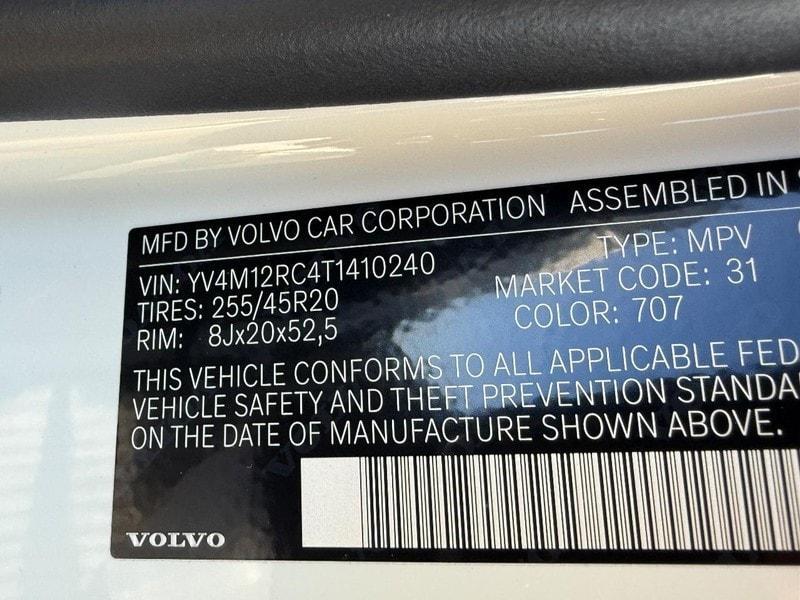 MFD BY VOLVO CAR CORPORATION ASSEMBLED IN
VIN: YV4M12RC4T1410240 TYPE: MPV
TIRES: 255/45R20 MARKET CODE: 31
RIM: 8Jx20x52,5 COLOR: 707
THIS VEHICLE CONFORMS TO ALL APPLICABLE FED
VEHICLE SAFETY AND THEFT PREVENTION STANDA
ON THE DATE OF MANUFACTURE SHOWN ABOVE.
VOLVO